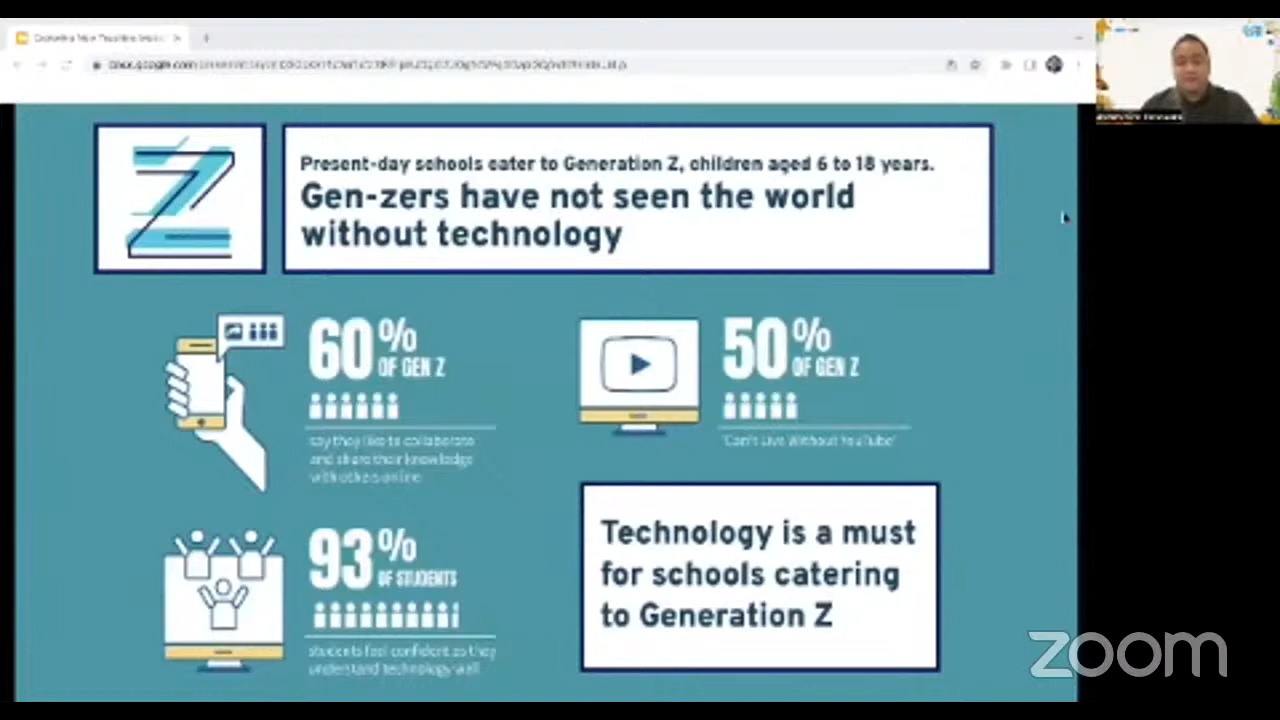 Present-day schools cater to Generation Z, children aged 6 to 18 years.
Gen-zers have not seen the world
without technology
60% OF GEN Z
say they like to collaborate
and share their knowledge
with others online
50% OF GEN Z
'Can't Live Without YouTube'
93% OF STUDENTS
students feel confident as they
understand technology well
Technology is a must
for schools catering
to Generation Z
zoom